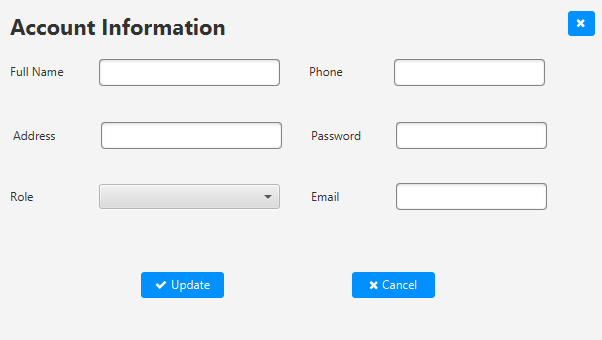 Account Information
Full Name
Phone
Address
Password
Role
Email
Update
Cancel